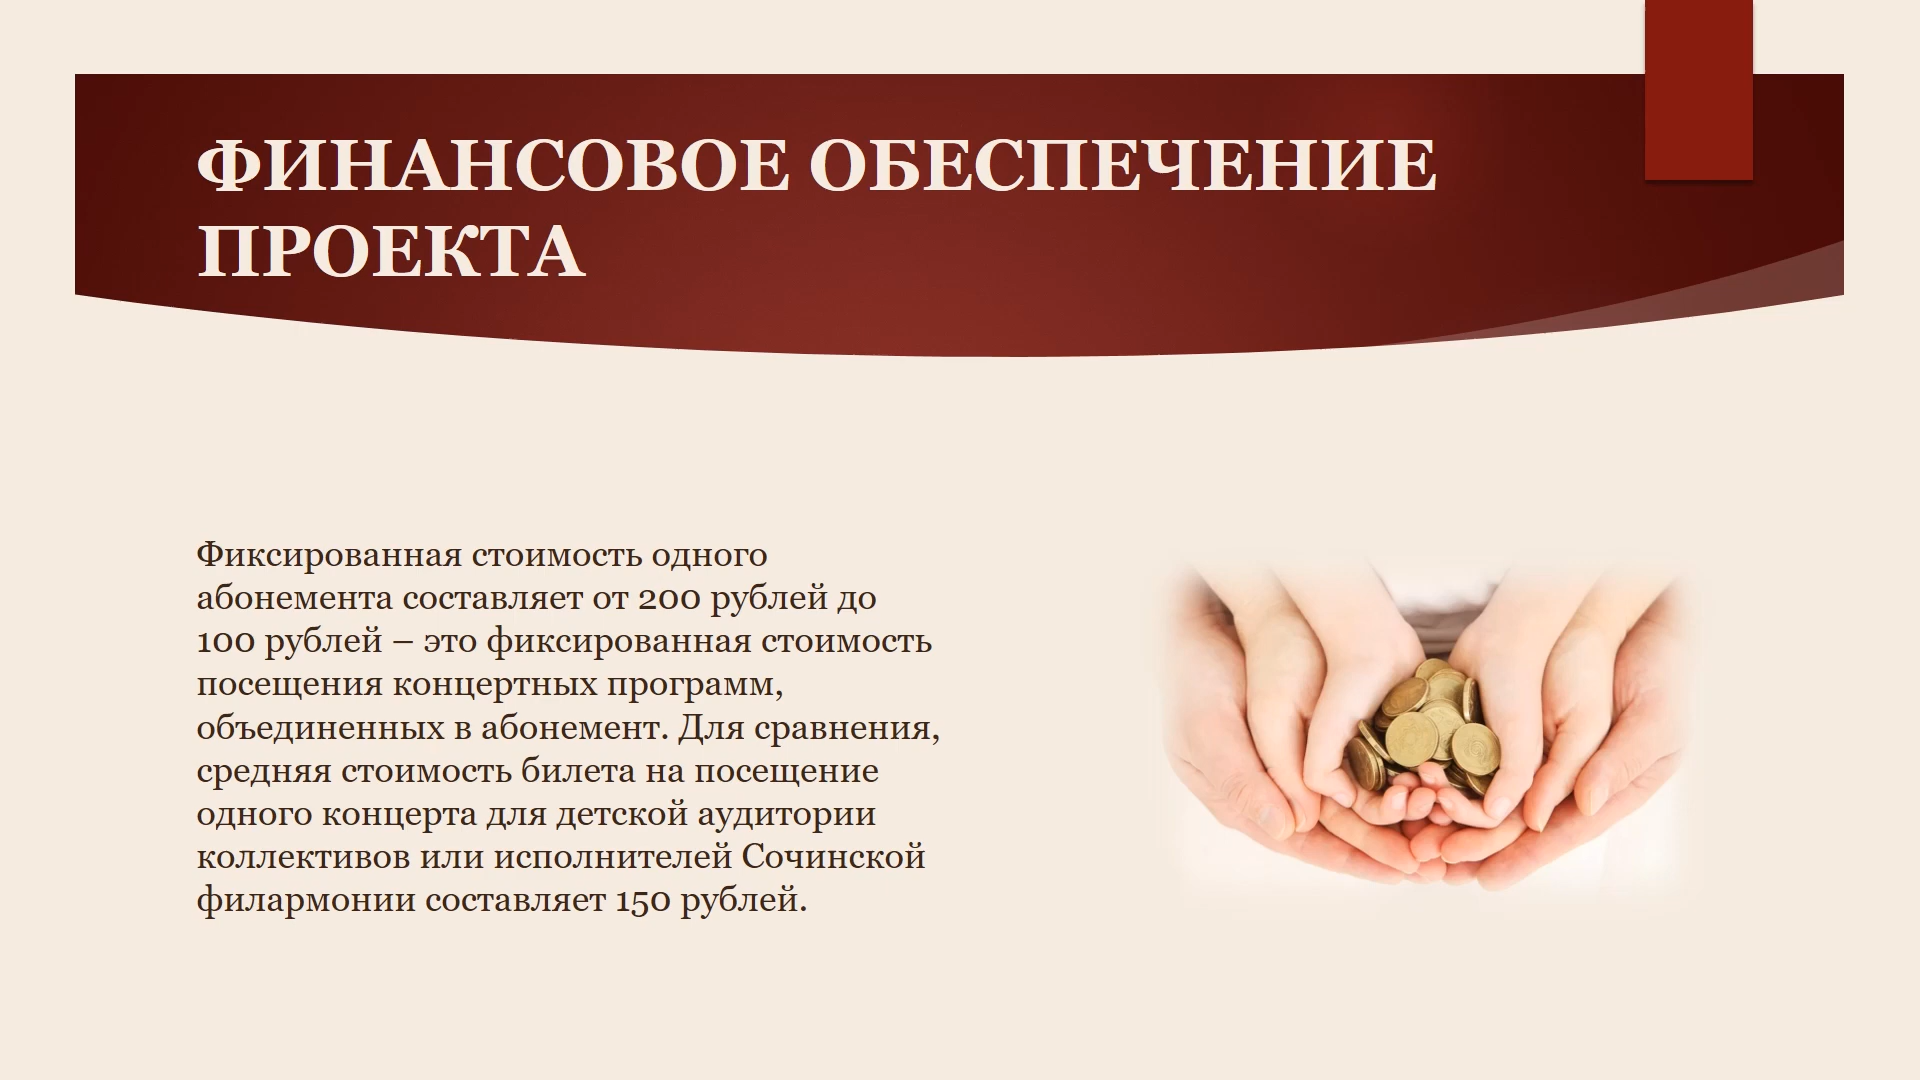 ФИНАНСОВОЕ ОБЕСПЕЧЕНИЕ
ПРОЕКТА
Фиксированная стоимость одного
абонемента составляет от 200 рублей до
100 рублей – это фиксированная стоимость
посещения концертных программ,
объединенных в абонемент. Для сравнения,
средняя стоимость билета на посещение
одного концерта для детской аудитории
коллективов или исполнителей Сочинской
филармонии составляет 150 рублей.